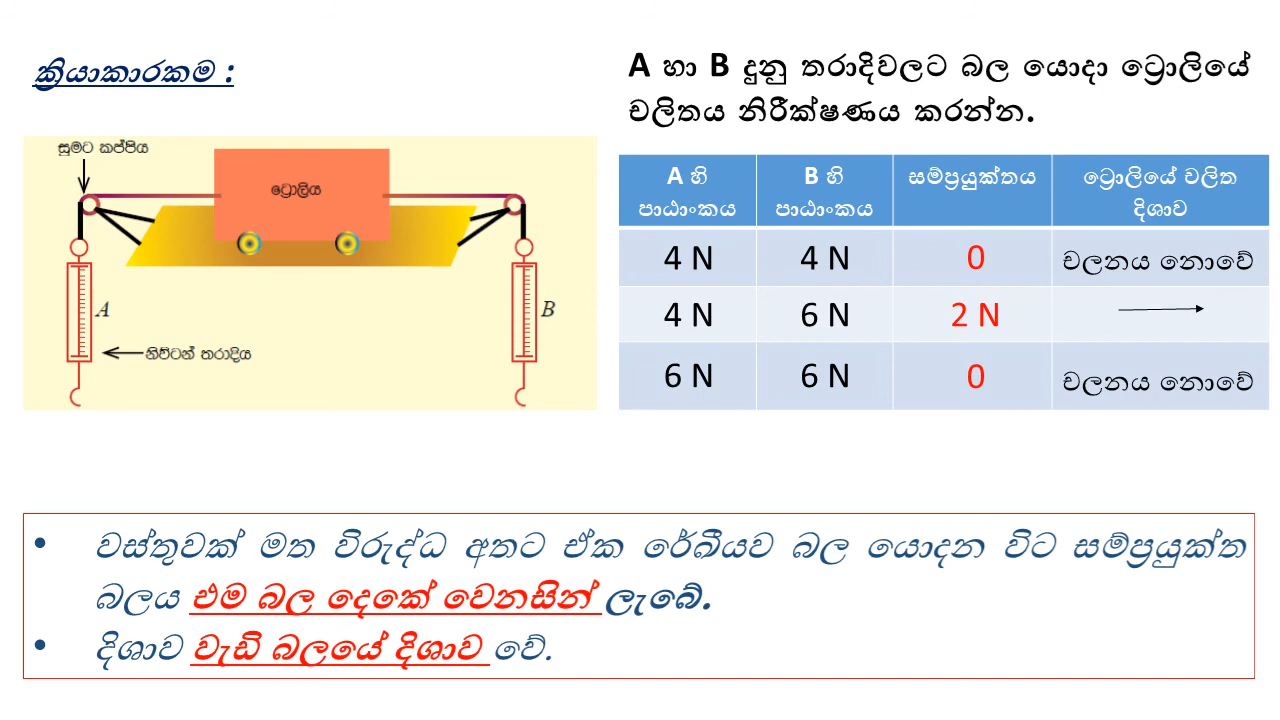 ක්‍රියාකාරකම :
A හා B දුනු තරාදිවලට බල යොදා ට්‍රොලියේ
චලිතය නිරීක්ෂණය කරන්න.
සුමට කප්පිය
ට්‍රොලිය
A
B
නිව්ටන් තරාදිය
A හි පාඨාංකය B හි පාඨාංකය සම්ප්‍රයුක්තය ට්‍රොලියේ චලිත දිශාව
4 N 4 N 0 චලනය නොවේ
4 N 6 N 2 N
6 N 6 N 0 චලනය නොවේ
• වස්තුවක් මත විරුද්ධ අතට ඒක රේඛීයව බල යොදන විට සම්ප්‍රයුක්ත
බලය එම බල දෙකේ වෙනසින් ලැබේ.
• දිශාව වැඩි බලයේ දිශාව වේ.